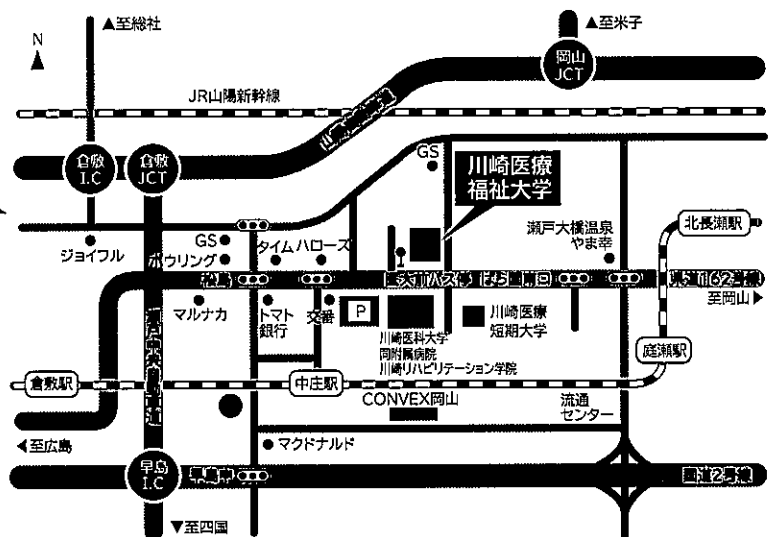 ▲至総社
▲至米子
N
岡山
JCT
JR山陽新幹線
倉敷
I.C
倉敷
JCT
GS
川崎医療
福祉大学
北長瀬駅
瀬戸大橋温泉
やま幸
ジョイフル
GS
ボウリング
タイム
ハローズ
松島
至岡山▶
マルナカ
トマト
銀行
交番
P
川崎医療
短期大学
川崎医科大学
同附属病院
川崎リハビリテーション学院
庭瀬駅
倉敷駅
中庄駅
CONVEX岡山
流通
センター
◀至広島
マクドナルド
早島
I.C
国道2号線
▼至四国